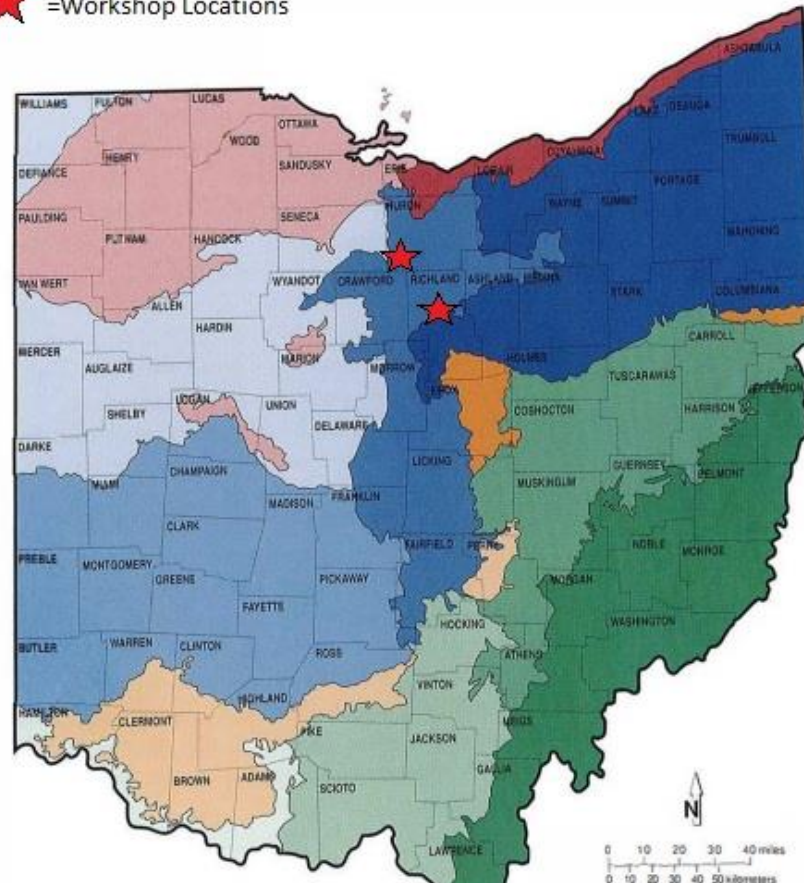 =Workshop Locations
ASHTABULA
WILLIAMS
FULTON
LUCAS
OTTAWA
LAKE
GEAUGA
WOOD
TRUMBULL
HENRY
SANDUSKY
ERIE
LORAIN
CUYAHOGA
DEFIANCE
PORTAGE
PAULDING
SENECA
HURON
WAYNE
SUMMIT
PUTNAM
HANCOCK
MAHONING
VAN WERT
WYANDOT
CRAWFORD
RICHLAND
ASHLAND
MEDINA
STARK
COLUMBIANA
ALLEN
HARDIN
CARROLL
MERCER
MARION
HOLMES
AUGLAIZE
MORROW
TUSCARAWAS
KNOX
JEFFERSON
LOGAN
UNION
COSHOCTON
HARRISON
SHELBY
DELAWARE
DARKE
LICKING
GUERNSEY
BELMONT
CHAMPAIGN
MIAMI
MUSKINGUM
FRANKLIN
MADISON
CLARK
FAIRFIELD
PERRY
NOBLE
MONROE
PREBLE
MONTGOMERY
GREENE
PICKAWAY
MORGAN
FAYETTE
HOCKING
WASHINGTON
BUTLER
WARREN
CLINTON
ROSS
ATHENS
VINTON
HIGHLAND
HAMILTON
CLERMONT
MEIGS
PIKE
JACKSON
GALLIA
BROWN
ADAMS
SCIOTO
LAWRENCE
N
0 10 20 30 40 miles
0 10 20 30 40 50 kilometers